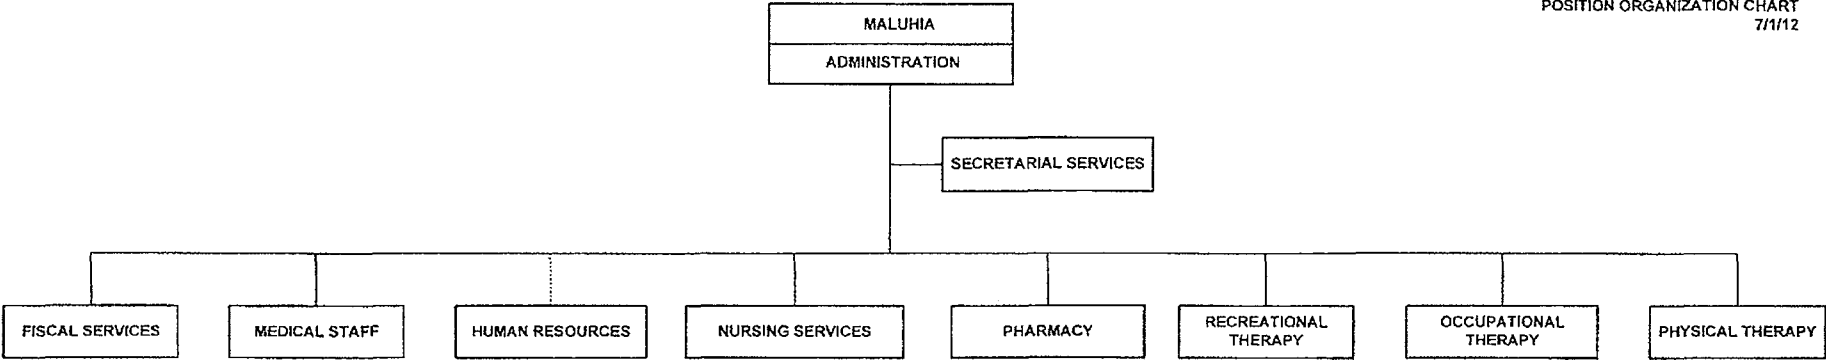 POSITION ORGANIZATION CHART
7/1/12
MALUHIA
ADMINISTRATION
SECRETARIAL SERVICES
FISCAL SERVICES
MEDICAL STAFF
HUMAN RESOURCES
NURSING SERVICES
PHARMACY
RECREATIONAL
THERAPY
OCCUPATIONAL
THERAPY
PHYSICAL THERAPY